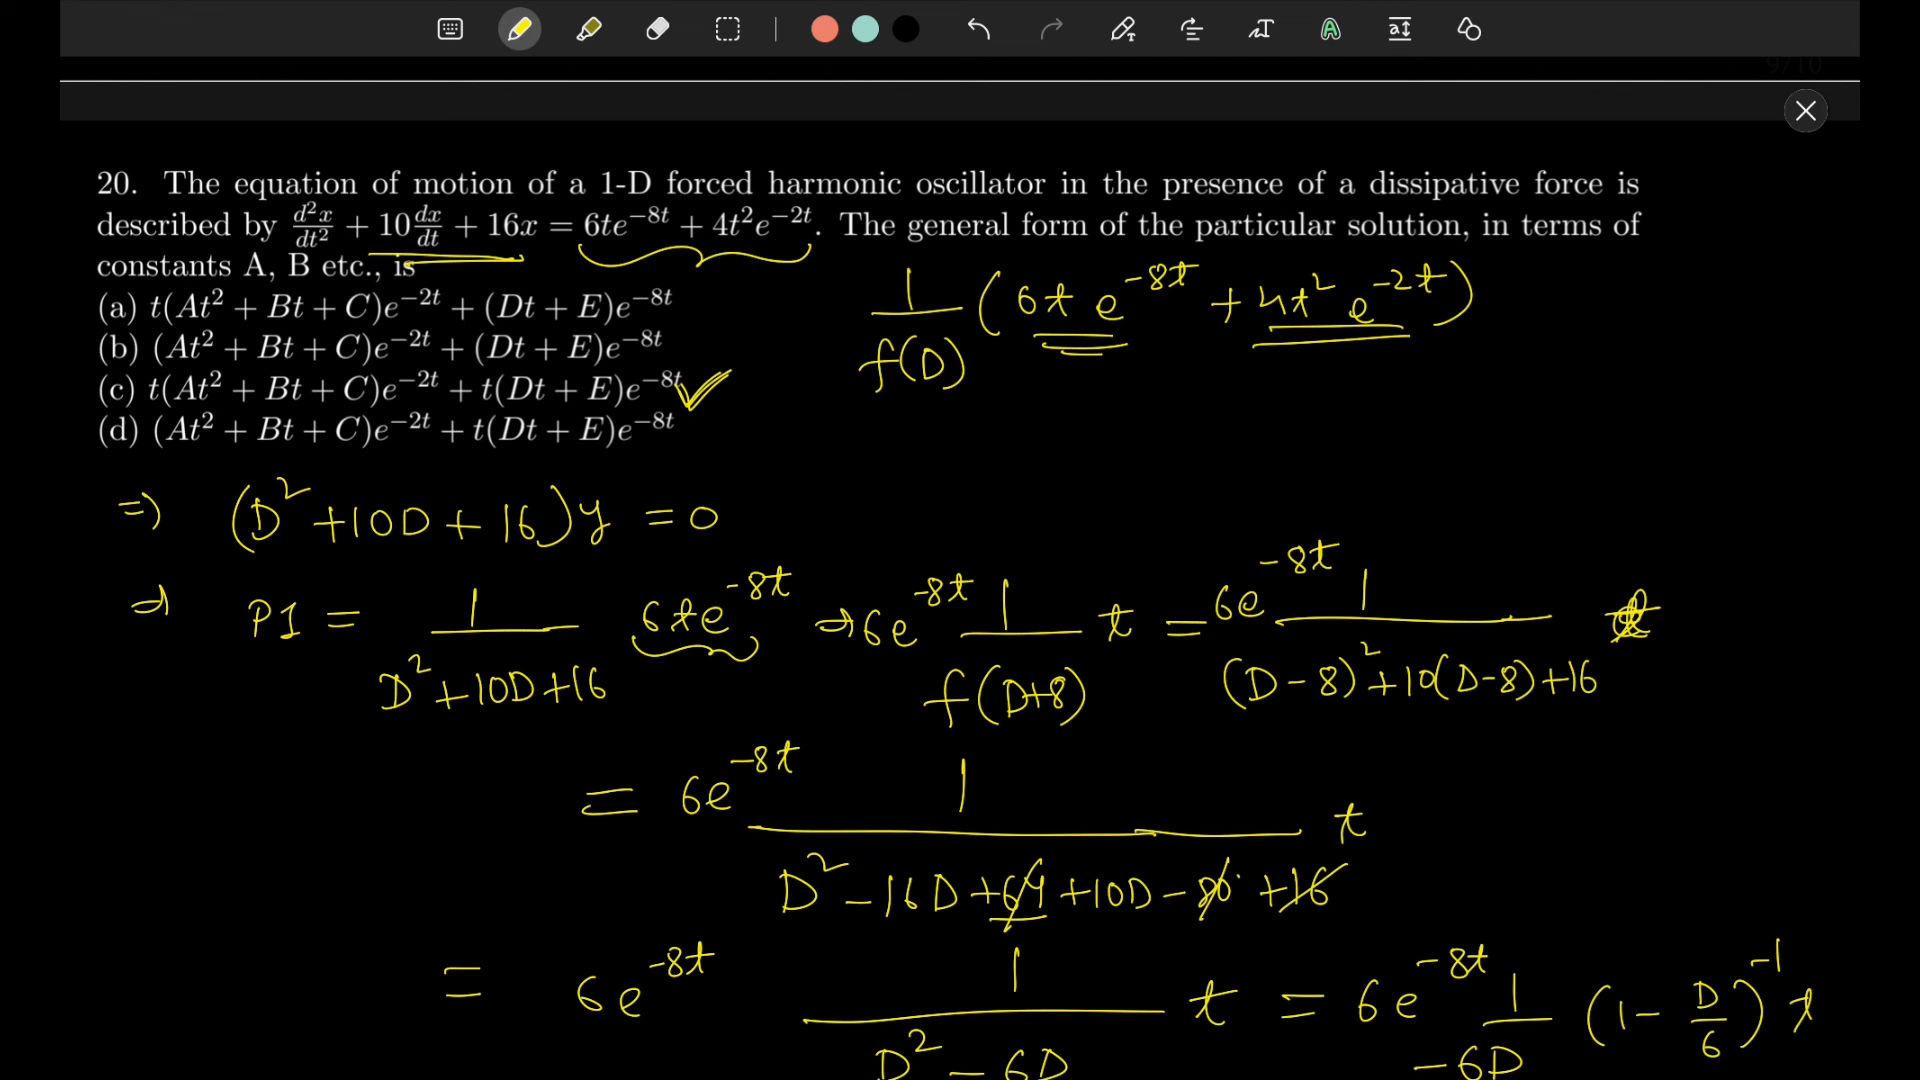 9/10
20. The equation of motion of a 1-D forced harmonic oscillator in the presence of a dissipative force is
described by d²x/dt² + 10 dx/dt + 16x = 6te^{−8t} + 4t²e^{−2t}. The general form of the particular solution, in terms of
constants A, B etc., is
(a) t(At² + Bt + C)e^{−2t} + (Dt + E)e^{−8t}
(b) (At² + Bt + C)e^{−2t} + (Dt + E)e^{−8t}
(c) t(At² + Bt + C)e^{−2t} + t(Dt + E)e^{−8t} ✓
(d) (At² + Bt + C)e^{−2t} + t(Dt + E)e^{−8t}
1/f(D) (6t e^{-8t} + 4t² e^{-2t})
⇒ (D² + 10D + 16)y = 0
⇒ PI = 1/(D² + 10D + 16) 6te^{-8t} ⇒ 6e^{-8t} 1/f(D+8) t = 6e^{-8t} 1/((D-8)² + 10(D-8) + 16)
= 6e^{-8t} 1/(D² - 16D + 64 + 10D - 80 + 16) t
= 6e^{-8t} 1/(D² - 6D) t = 6e^{-8t} 1/(-6D) (1 - D/6)^{-1} t